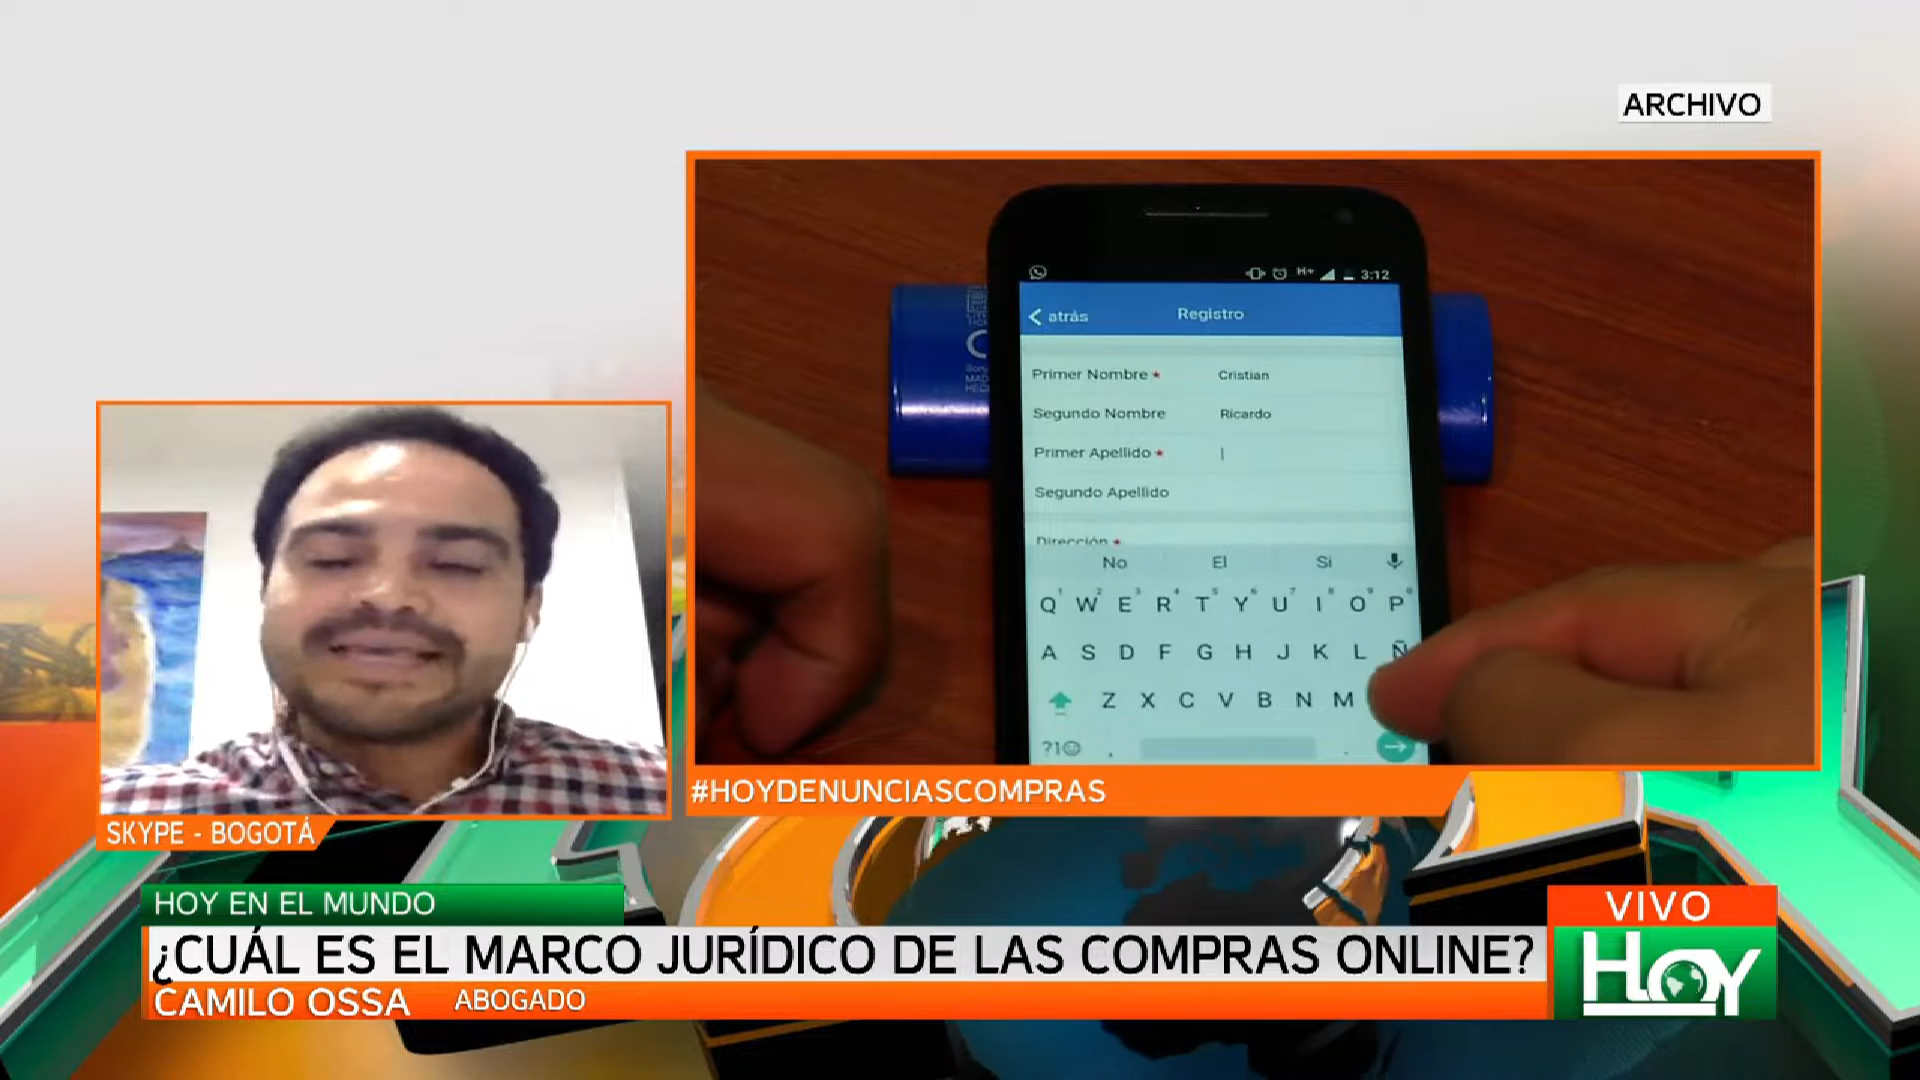 ARCHIVO
3:12
atrás
Registro
Primer Nombre * Cristian
Segundo Nombre Ricardo
Primer Apellido *
Segundo Apellido
Dirección *
No El Si
Q W E R T Y U I O P
A S D F G H J K L Ñ
Z X C V B N M
?1☺ , .
#HOYDENUNCIASCOMPRAS
SKYPE - BOGOTÁ
HOY EN EL MUNDO
¿CUÁL ES EL MARCO JURÍDICO DE LAS COMPRAS ONLINE?
CAMILO OSSA ABOGADO
VIVO
HOY